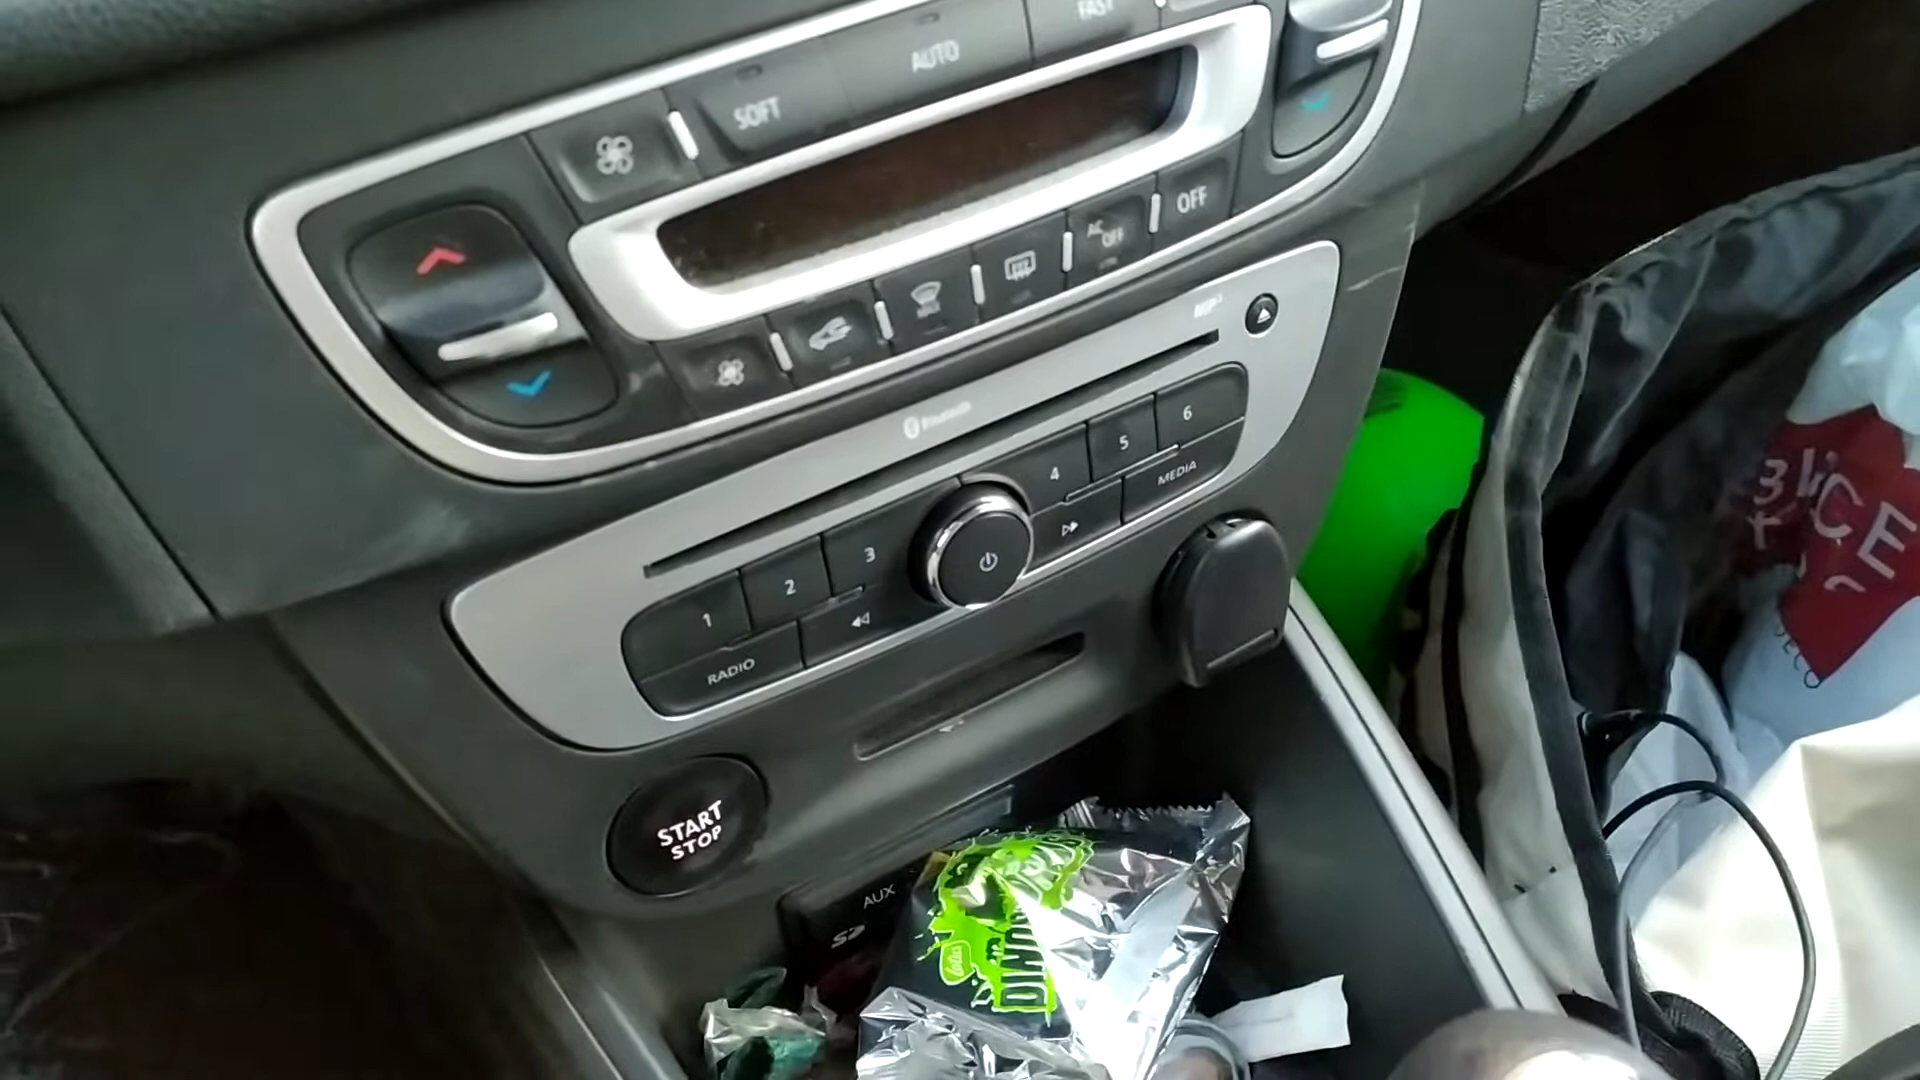 FAST
AUTO
SOFT
OFF
AC
OFF
MP3
Bluetooth
1
2
3
4
5
6
RADIO
MEDIA
START
STOP
AUX
lotus